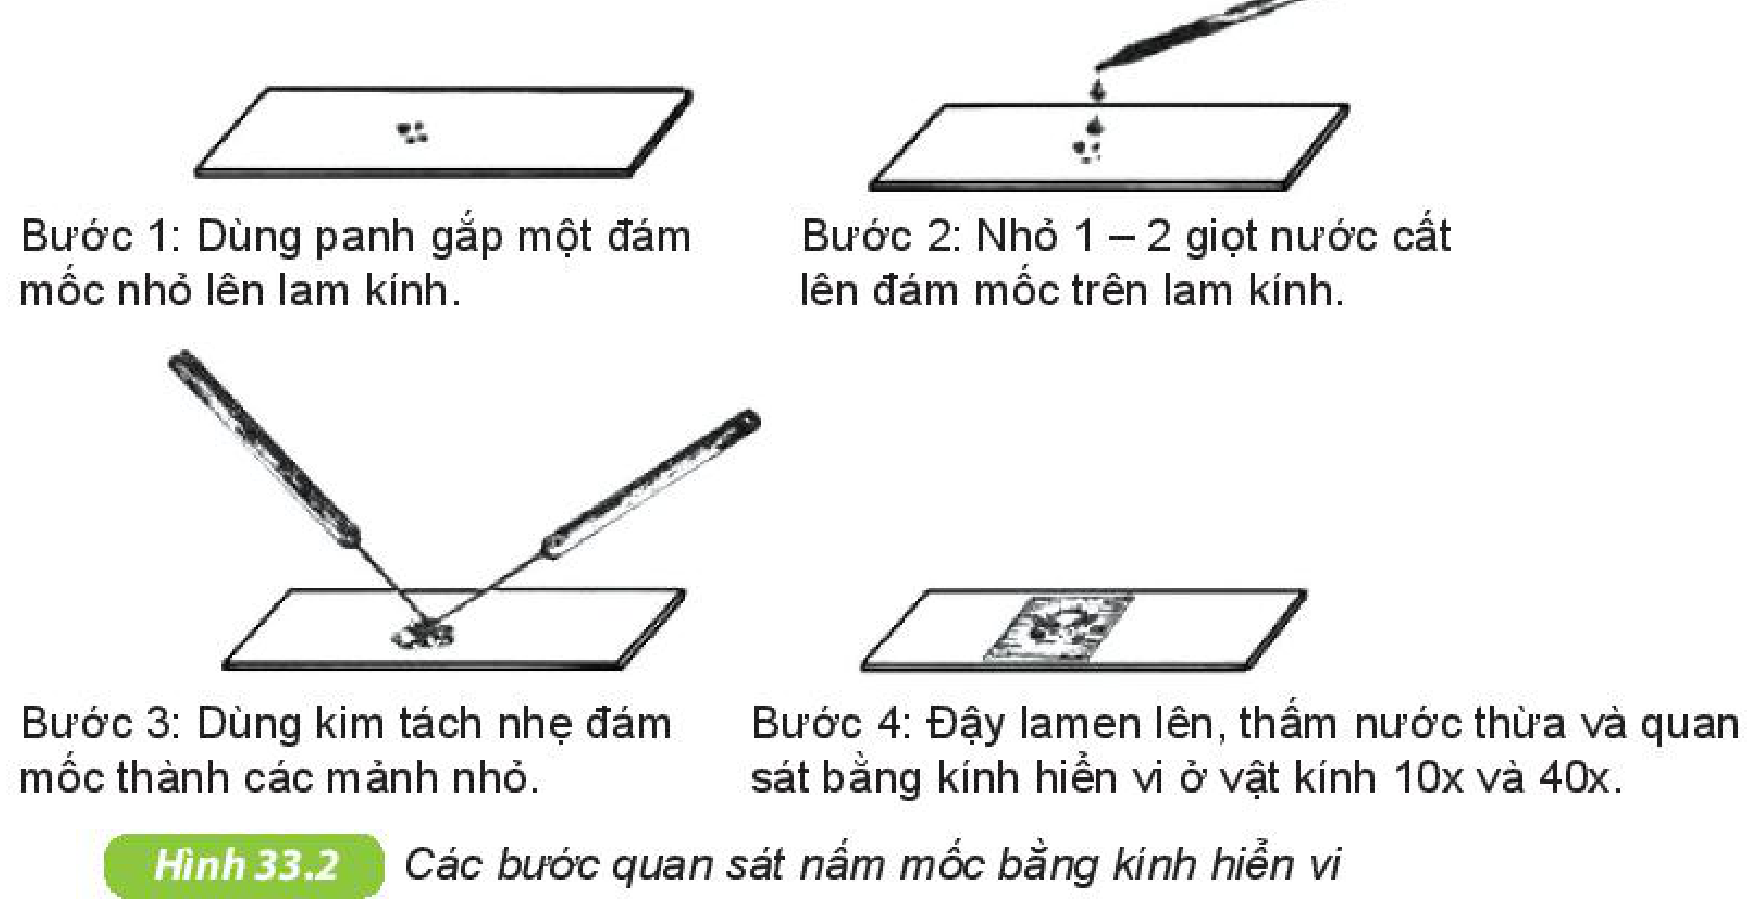 Bước 1: Dùng panh gắp một đám
mốc nhỏ lên lam kính.
Bước 2: Nhỏ 1 – 2 giọt nước cất
lên đám mốc trên lam kính.
Bước 3: Dùng kim tách nhẹ đám
mốc thành các mảnh nhỏ.
Bước 4: Đậy lamen lên, thấm nước thừa và quan
sát bằng kính hiển vi ở vật kính 10x và 40x.
Hình 33.2 Các bước quan sát nấm mốc bằng kính hiển vi